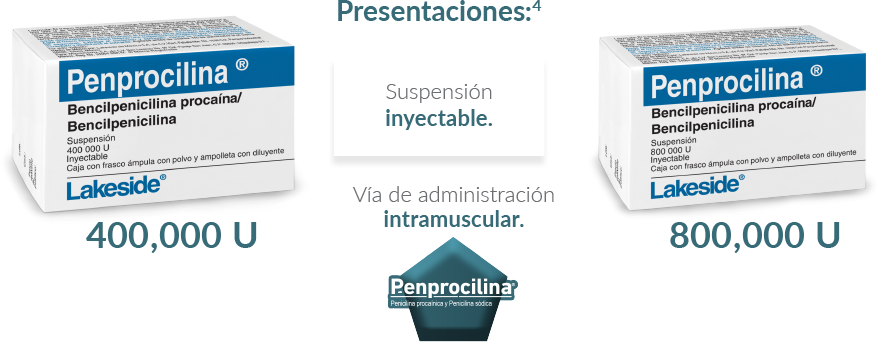 Presentaciones:4
Penprocilina ®
Bencilpenicilina procaína/
Bencilpenicilina
Suspensión
400 000 U
Inyectable
Caja con frasco ámpula con polvo y ampolleta con diluyente
Lakeside®
400,000 U
Suspensión
inyectable.
Vía de administración
intramuscular.
Penprocilina®
Penicilina procaínica y Penicilina sódica
Penprocilina ®
Bencilpenicilina procaína/
Bencilpenicilina
Suspensión
800 000 U
Inyectable
Caja con frasco ámpula con polvo y ampolleta con diluyente
Lakeside®
800,000 U